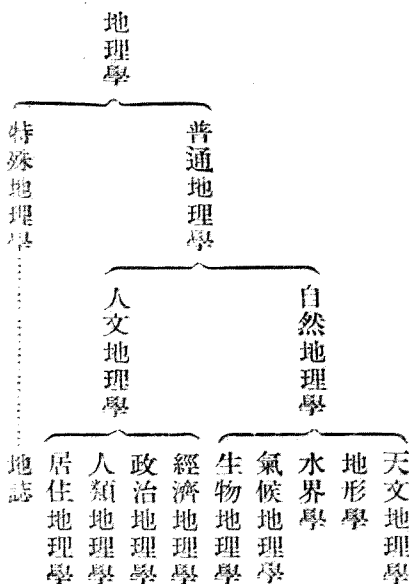 地理學
普通地理學
特殊地理學
自然地理學
人文地理學
天文地理學
地形學
水界學
氣候地理學
生物地理學
經濟地理學
政治地理學
人類地理學
居住地理學
地誌